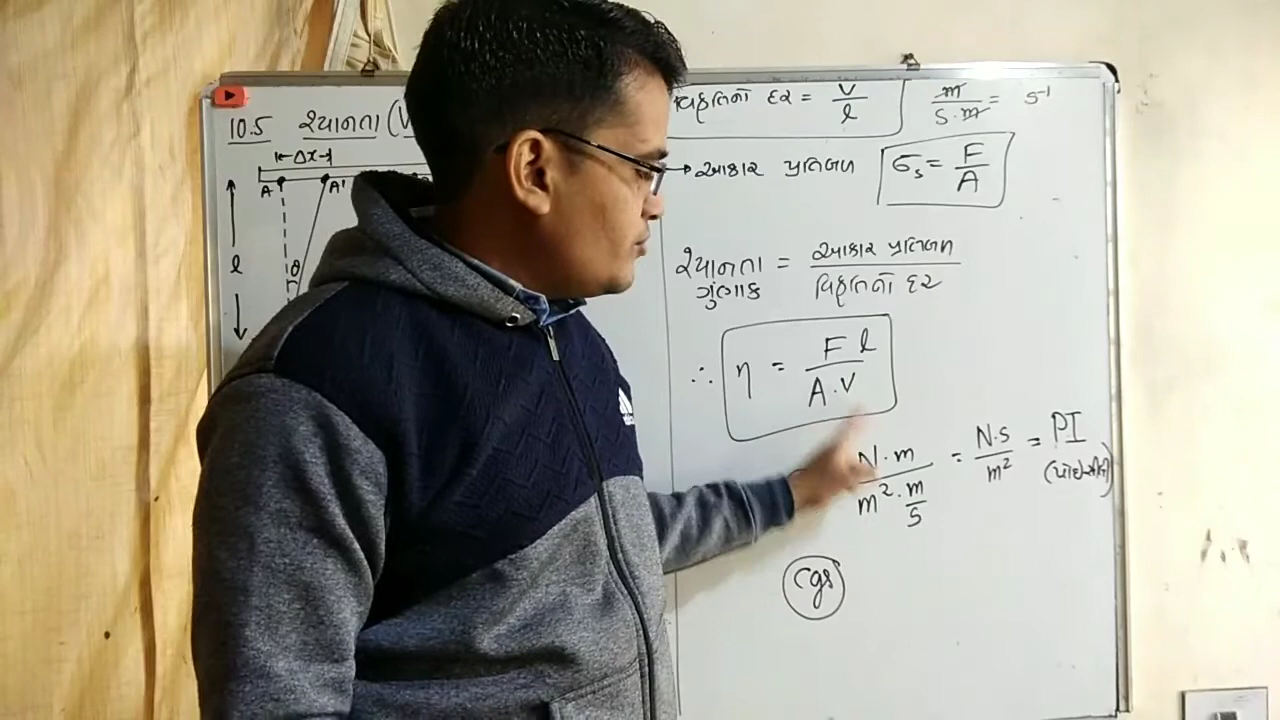 10.5 શ્યાનતા (V
વિકૃતિનો દર = v/l
m/s·m = s⁻¹
|←Δx→|
A A'
→ આકાર પ્રતિબળ σₛ = F/A
l
θ
શ્યાનતા ગુણાંક = આકાર પ્રતિબળ / વિકૃતિનો દર
∴ η = F l / A·V
N·m / m²·m/s = N·s/m² = PI
(પોઇસીલ)
cgs